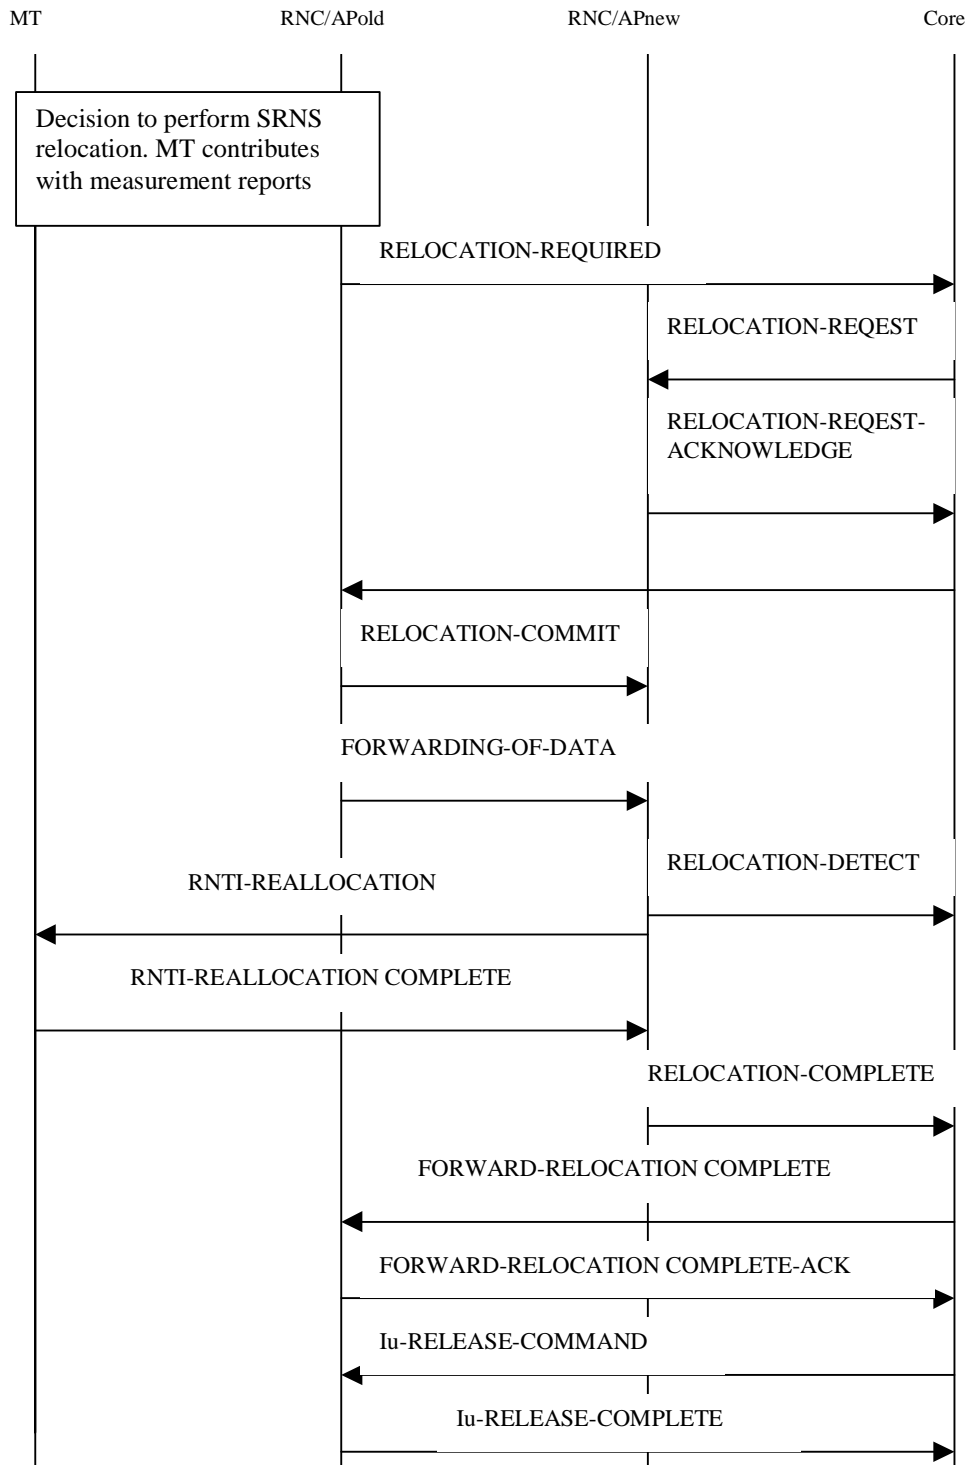 MT RNC/APold RNC/APnew Core
Decision to perform SRNS
relocation. MT contributes
with measurement reports
RELOCATION-REQUIRED
RELOCATION-REQEST
RELOCATION-REQEST-
ACKNOWLEDGE
RELOCATION-COMMIT
FORWARDING-OF-DATA
RELOCATION-DETECT
RNTI-REALLOCATION
RNTI-REALLOCATION COMPLETE
RELOCATION-COMPLETE
FORWARD-RELOCATION COMPLETE
FORWARD-RELOCATION COMPLETE-ACK
Iu-RELEASE-COMMAND
Iu-RELEASE-COMPLETE